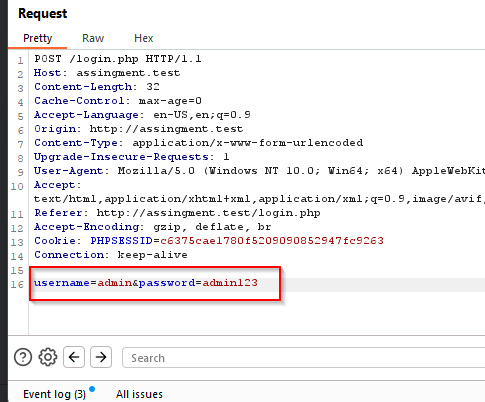 Request
Pretty Raw Hex
1 POST /login.php HTTP/1.1
2 Host: assingment.test
3 Content-Length: 32
4 Cache-Control: max-age=0
5 Accept-Language: en-US,en;q=0.9
6 Origin: http://assingment.test
7 Content-Type: application/x-www-form-urlencoded
8 Upgrade-Insecure-Requests: 1
9 User-Agent: Mozilla/5.0 (Windows NT 10.0; Win64; x64) AppleWebKit
10 Accept:
text/html,application/xhtml+xml,application/xml;q=0.9,image/avif,
11 Referer: http://assingment.test/login.php
12 Accept-Encoding: gzip, deflate, br
13 Cookie: PHPSESSID=c6375cae1780f5209090852947fc9263
14 Connection: keep-alive
15
16 username=admin&password=admin123
Search
Event log (3) All issues